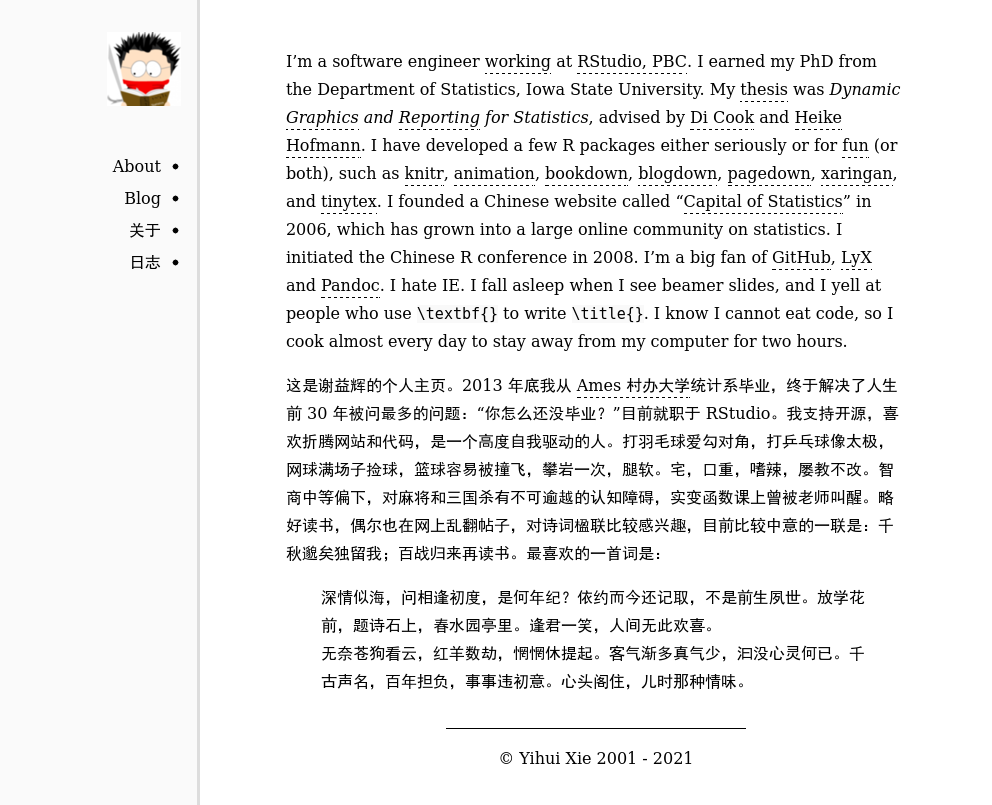 About
Blog
关于
日志
I’m a software engineer working at RStudio, PBC. I earned my PhD from
the Department of Statistics, Iowa State University. My thesis was Dynamic
Graphics and Reporting for Statistics, advised by Di Cook and Heike
Hofmann. I have developed a few R packages either seriously or for fun (or
both), such as knitr, animation, bookdown, blogdown, pagedown, xaringan,
and tinytex. I founded a Chinese website called “Capital of Statistics” in
2006, which has grown into a large online community on statistics. I
initiated the Chinese R conference in 2008. I’m a big fan of GitHub, LyX
and Pandoc. I hate IE. I fall asleep when I see beamer slides, and I yell at
people who use \textbf{} to write \title{}. I know I cannot eat code, so I
cook almost every day to stay away from my computer for two hours.
这是谢益辉的个人主页。2013 年底我从 Ames 村办大学统计系毕业，终于解决了人生
前 30 年被问最多的问题：“你怎么还没毕业？”目前就职于 RStudio。我支持开源，喜
欢折腾网站和代码，是一个高度自我驱动的人。打羽毛球爱勾对角，打乒乓球像太极，
网球满场子捡球，篮球容易被撞飞，攀岩一次，腿软。宅，口重，嗜辣，屡教不改。智
商中等偏下，对麻将和三国杀有不可逾越的认知障碍，实变函数课上曾被老师叫醒。略
好读书，偶尔也在网上乱翻帖子，对诗词楹联比较感兴趣，目前比较中意的一联是：千
秋邈矣独留我；百战归来再读书。最喜欢的一首词是：
深情似海，问相逢初度，是何年纪？依约而今还记取，不是前生夙世。放学花
前，题诗石上，春水园亭里。逢君一笑，人间无此欢喜。
无奈苍狗看云，红羊数劫，惘惘休提起。客气渐多真气少，汩没心灵何已。千
古声名，百年担负，事事违初意。心头阁住，儿时那种情味。
© Yihui Xie 2001 - 2021